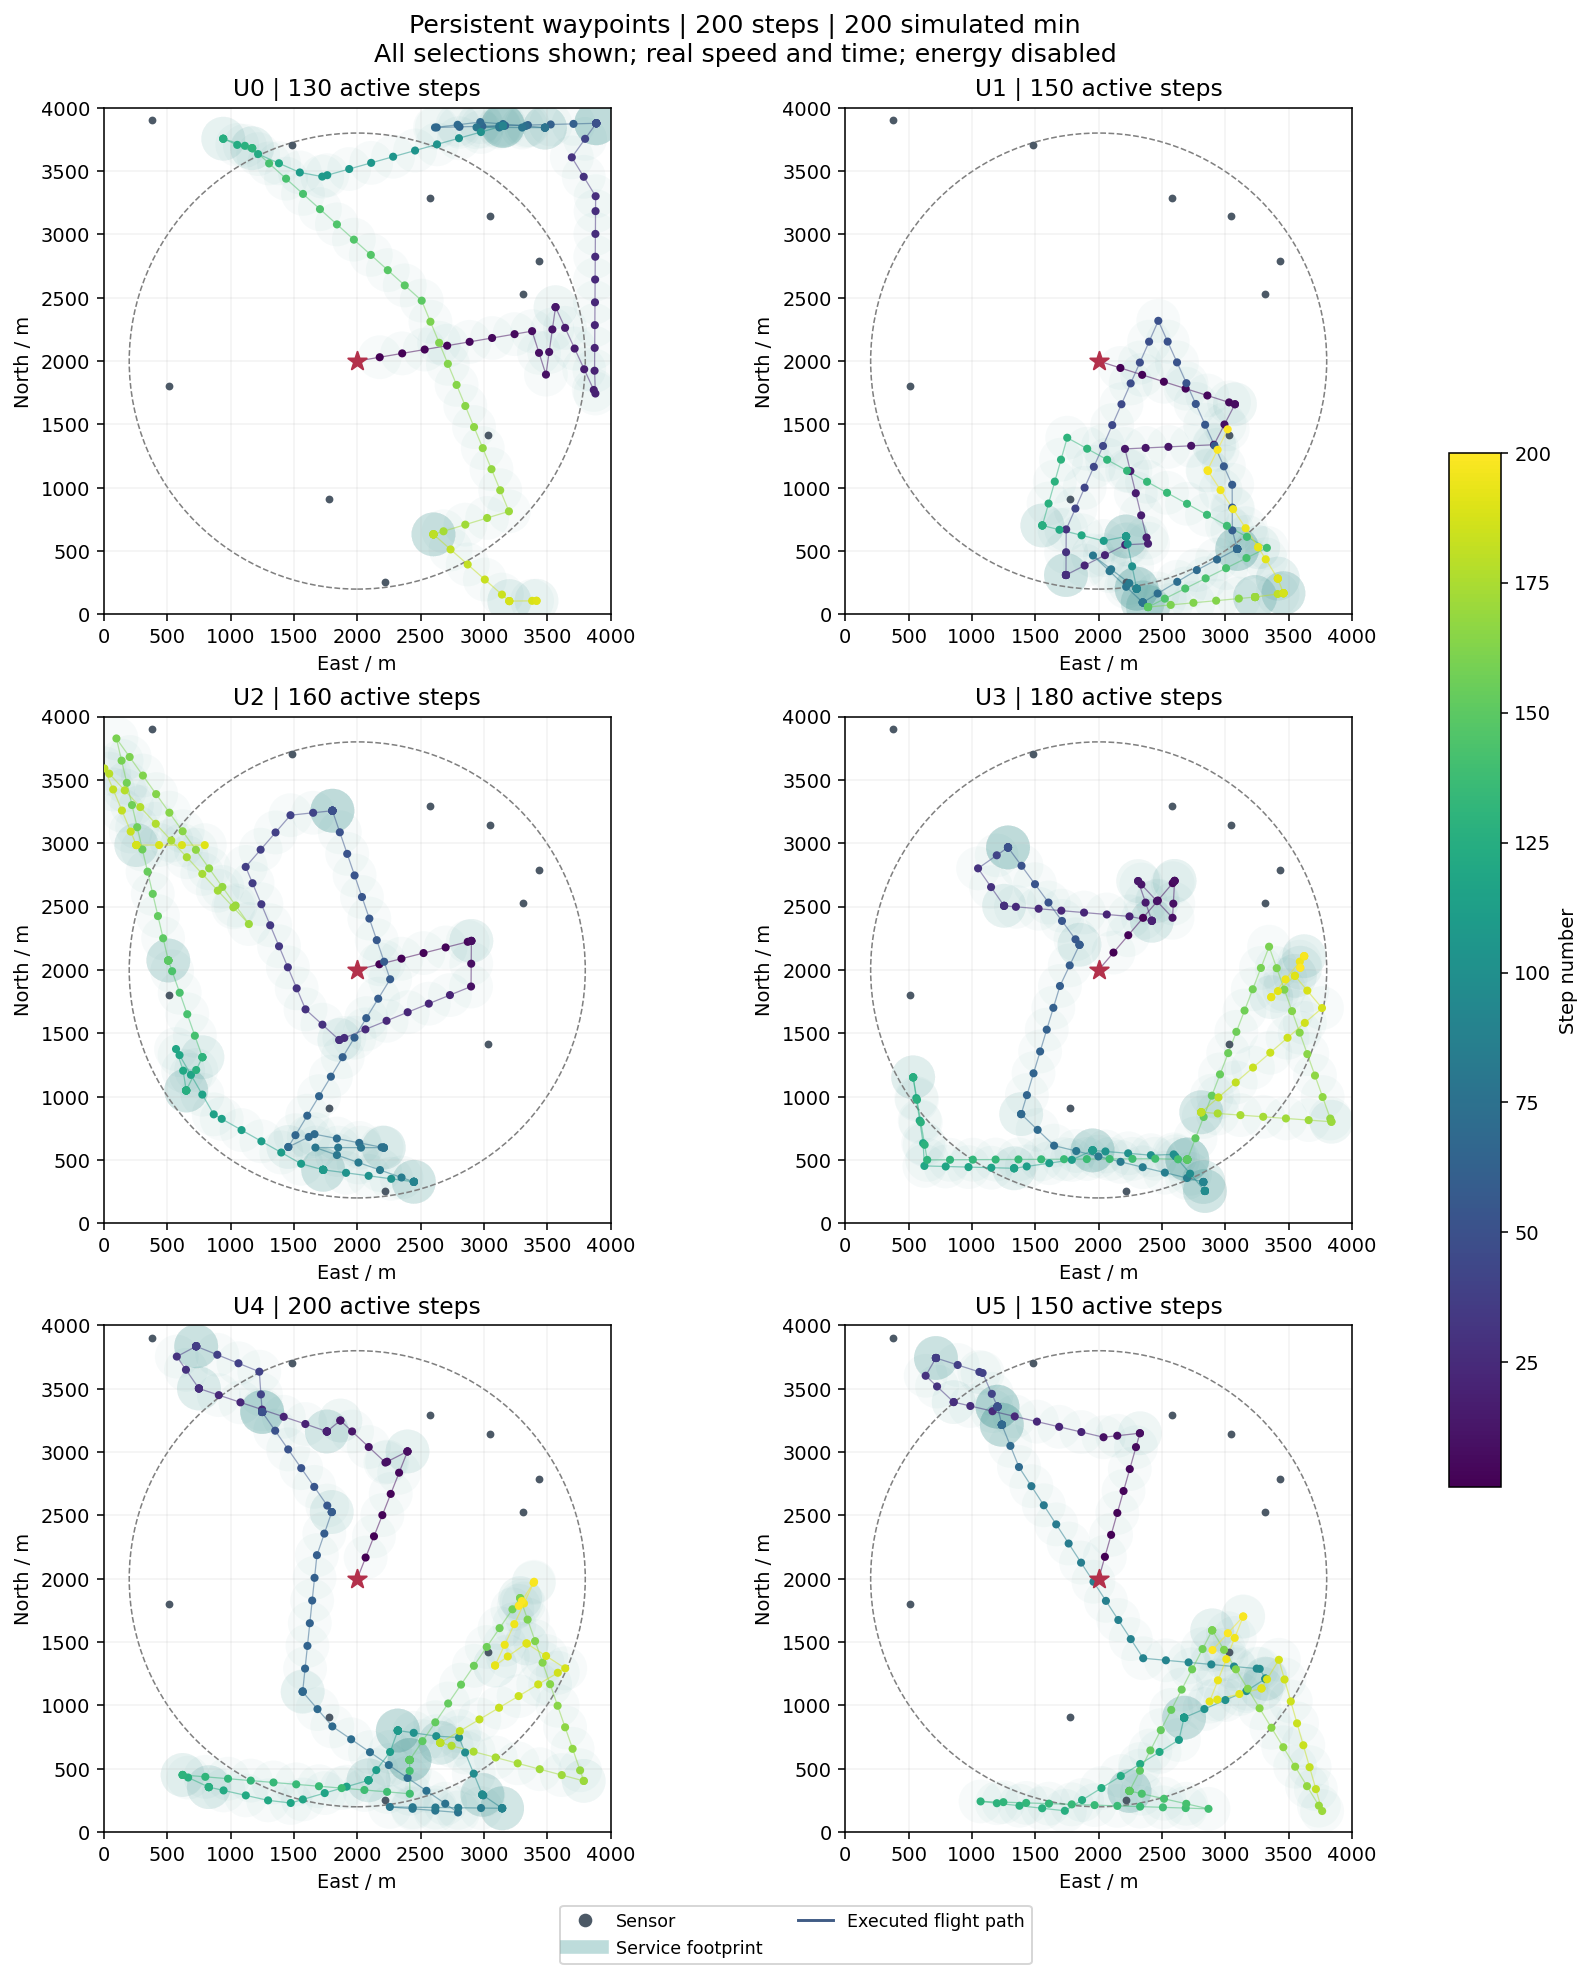 Persistent waypoints | 200 steps | 200 simulated min
All selections shown; real speed and time; energy disabled
U0 | 130 active steps
4000
3500
3000
2500
2000
1500
1000
500
0
North / m
0 500 1000 1500 2000 2500 3000 3500 4000
East / m
U1 | 150 active steps
4000
3500
3000
2500
2000
1500
1000
500
0
North / m
0 500 1000 1500 2000 2500 3000 3500 4000
East / m
U2 | 160 active steps
4000
3500
3000
2500
2000
1500
1000
500
0
North / m
0 500 1000 1500 2000 2500 3000 3500 4000
East / m
U3 | 180 active steps
4000
3500
3000
2500
2000
1500
1000
500
0
North / m
0 500 1000 1500 2000 2500 3000 3500 4000
East / m
U4 | 200 active steps
4000
3500
3000
2500
2000
1500
1000
500
0
North / m
0 500 1000 1500 2000 2500 3000 3500 4000
East / m
U5 | 150 active steps
4000
3500
3000
2500
2000
1500
1000
500
0
North / m
0 500 1000 1500 2000 2500 3000 3500 4000
East / m
200
175
150
125
100
75
50
25
Step number
Sensor
Service footprint
Executed flight path